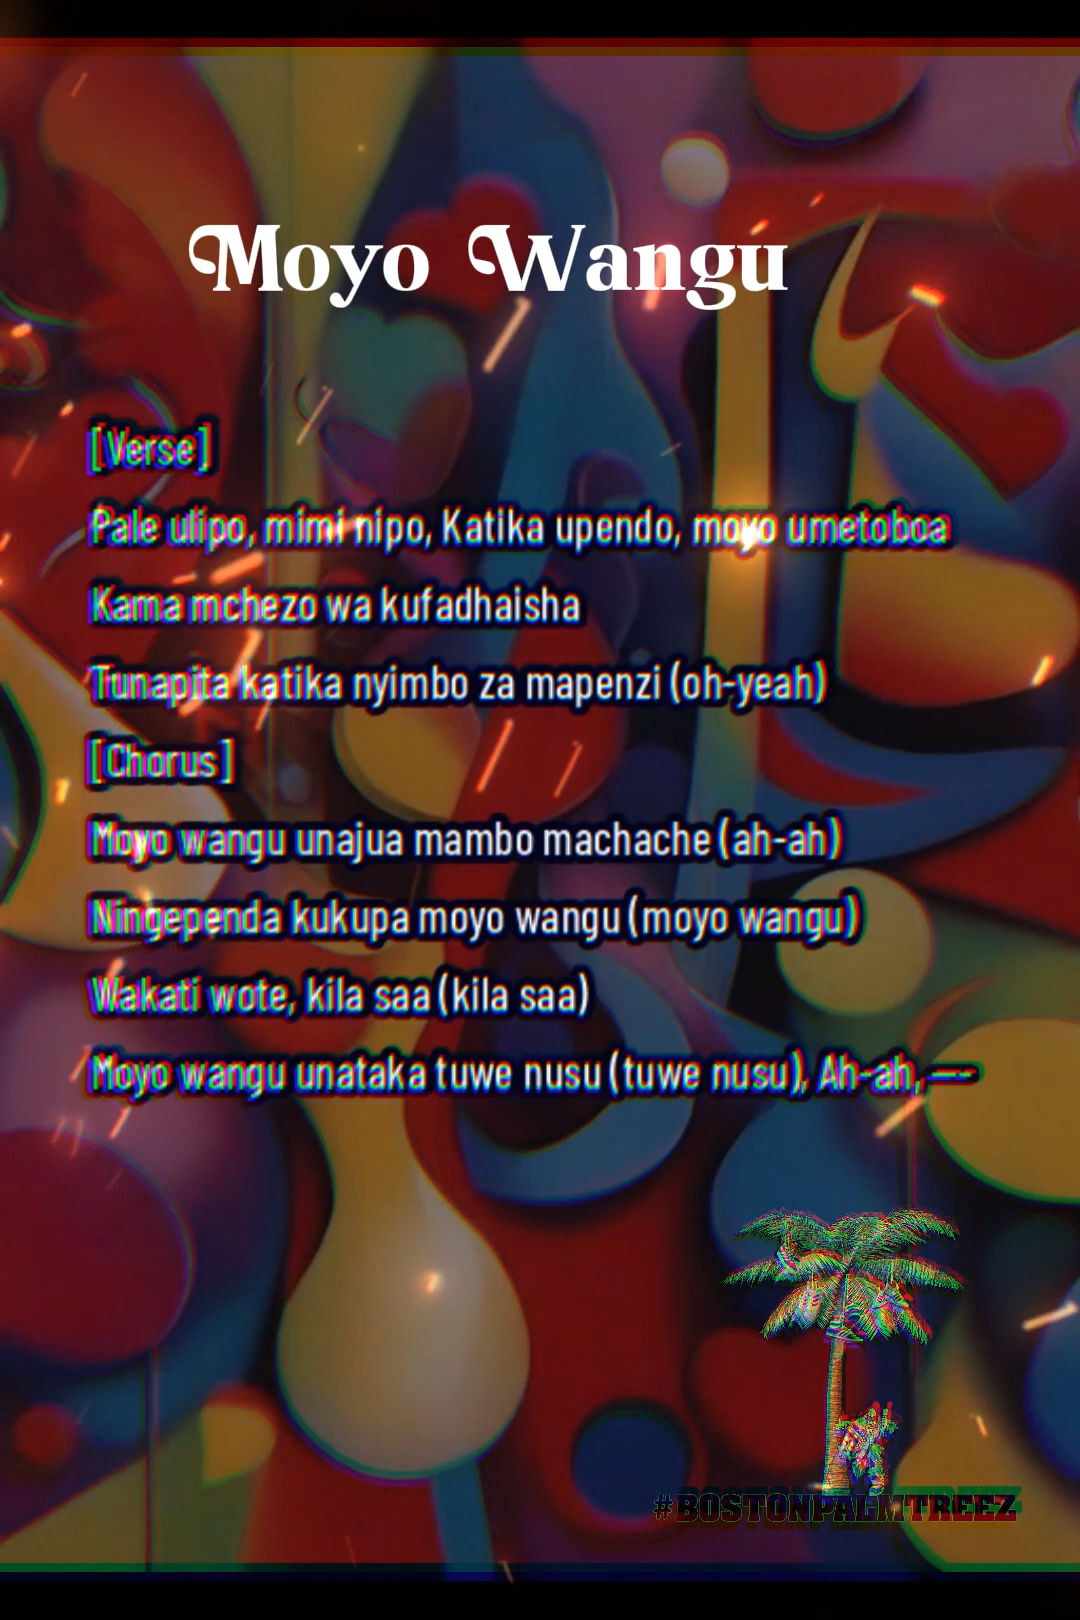 Moyo Wangu
[Verse]
Pale ulipo, mimi nipo, Katika upendo, moyo umetoboa
Kama mchezo wa kufadhaisha
Tunapita katika nyimbo za mapenzi (oh-yeah)
[Chorus]
Moyo wangu unajua mambo machache (ah-ah)
Ningependa kukupa moyo wangu (moyo wangu)
Wakati wote, kila saa (kila saa)
Moyo wangu unataka tuwe nusu (tuwe nusu), Ah-ah, —-
#BOSTONPALMTREEZ